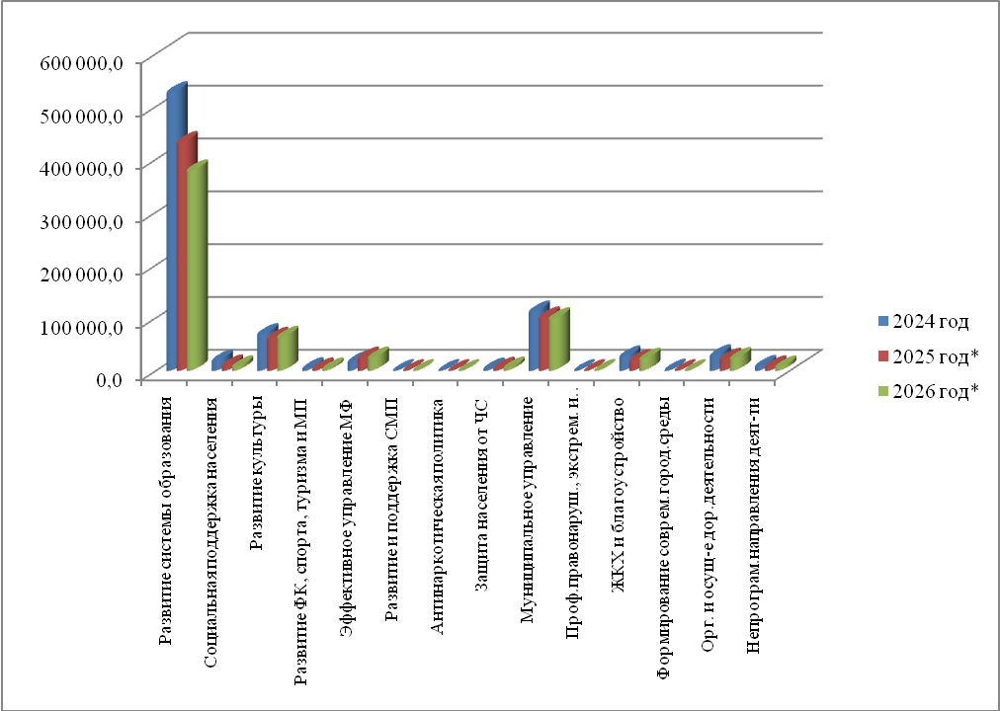 600 000,0
500 000,0
400 000,0
300 000,0
200 000,0
100 000,0
0,0
Развитие системы образования
Социальная поддержка населения
Развитие культуры
Развитие ФК, спорта, туризма и МП
Эффективное управление МФ
Развитие и поддержка СМП
Антинаркотическая политика
Защита населения от ЧС
Муниципальное управление
Проф.правонаруш., экстрем. и…
ЖКХ и благоустройство
Формирование соврем.город.среды
Орг. и осущ-е дор.деятельности
Непрограм.направления деят-ти
2024 год
2025 год*
2026 год*